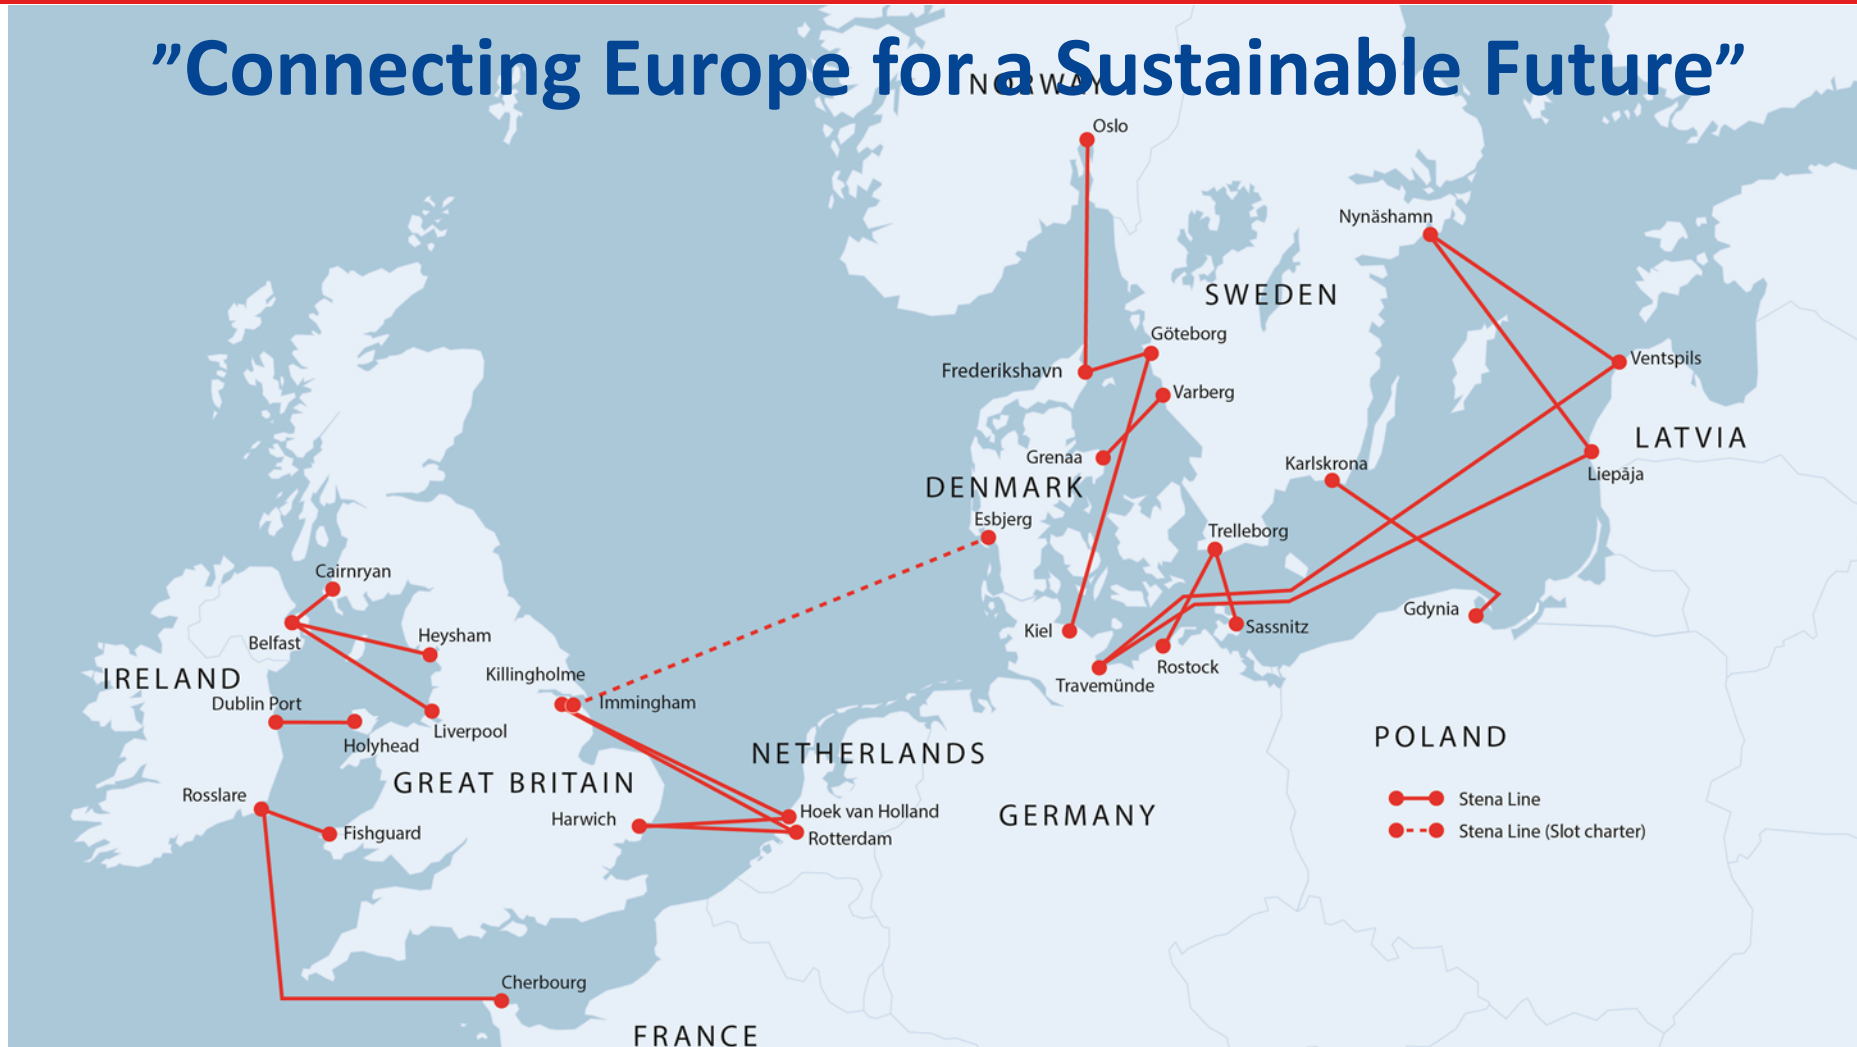 ”Connecting Europe for a Sustainable Future”
NORWAY
Oslo
Nynäshamn
SWEDEN
Göteborg
Frederikshavn
Ventspils
Varberg
LATVIA
Grenaa
Karlskrona
Liepāja
DENMARK
Esbjerg
Trelleborg
Cairnryan
Gdynia
Belfast
Heysham
Kiel
Sassnitz
Killingholme
Rostock
IRELAND
Travemünde
Dublin Port
Immingham
Liverpool
Holyhead
POLAND
NETHERLANDS
GREAT BRITAIN
Rosslare
Stena Line
Hoek van Holland
GERMANY
Harwich
Fishguard
Stena Line (Slot charter)
Rotterdam
Cherbourg
FRANCE